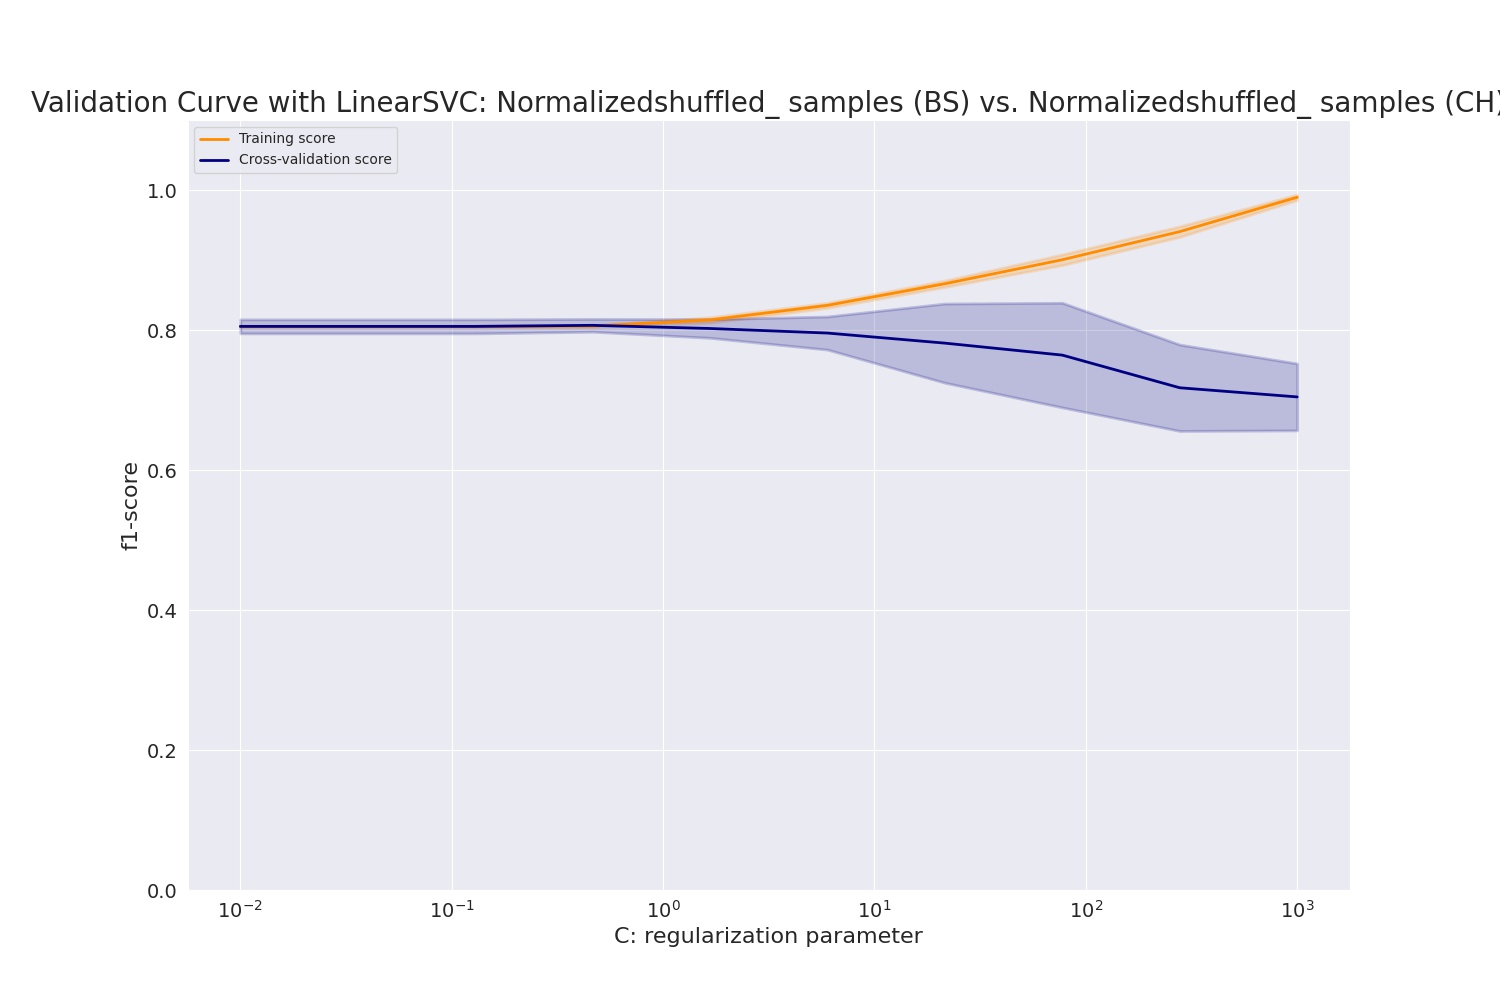 Validation Curve with LinearSVC: Normalizedshuffled_ samples (BS) vs. Normalizedshuffled_ samples (CH)
Training score
Cross-validation score
1.0
0.8
0.6
0.4
0.2
0.0
f1-score
10⁻² 10⁻¹ 10⁰ 10¹ 10² 10³
C: regularization parameter